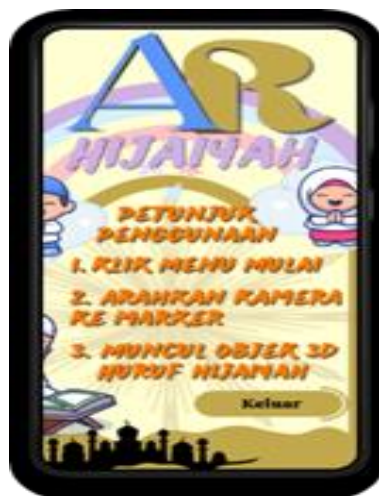 AR
HIJAIYAH
PETUNJUK
PENGGUNAAN
1. KLIK MENU MULAI
2. ARAHKAN KAMERA
KE MARKER
3. MUNCUL OBJEK 3D
HURUF HIJAIYAH
Keluar